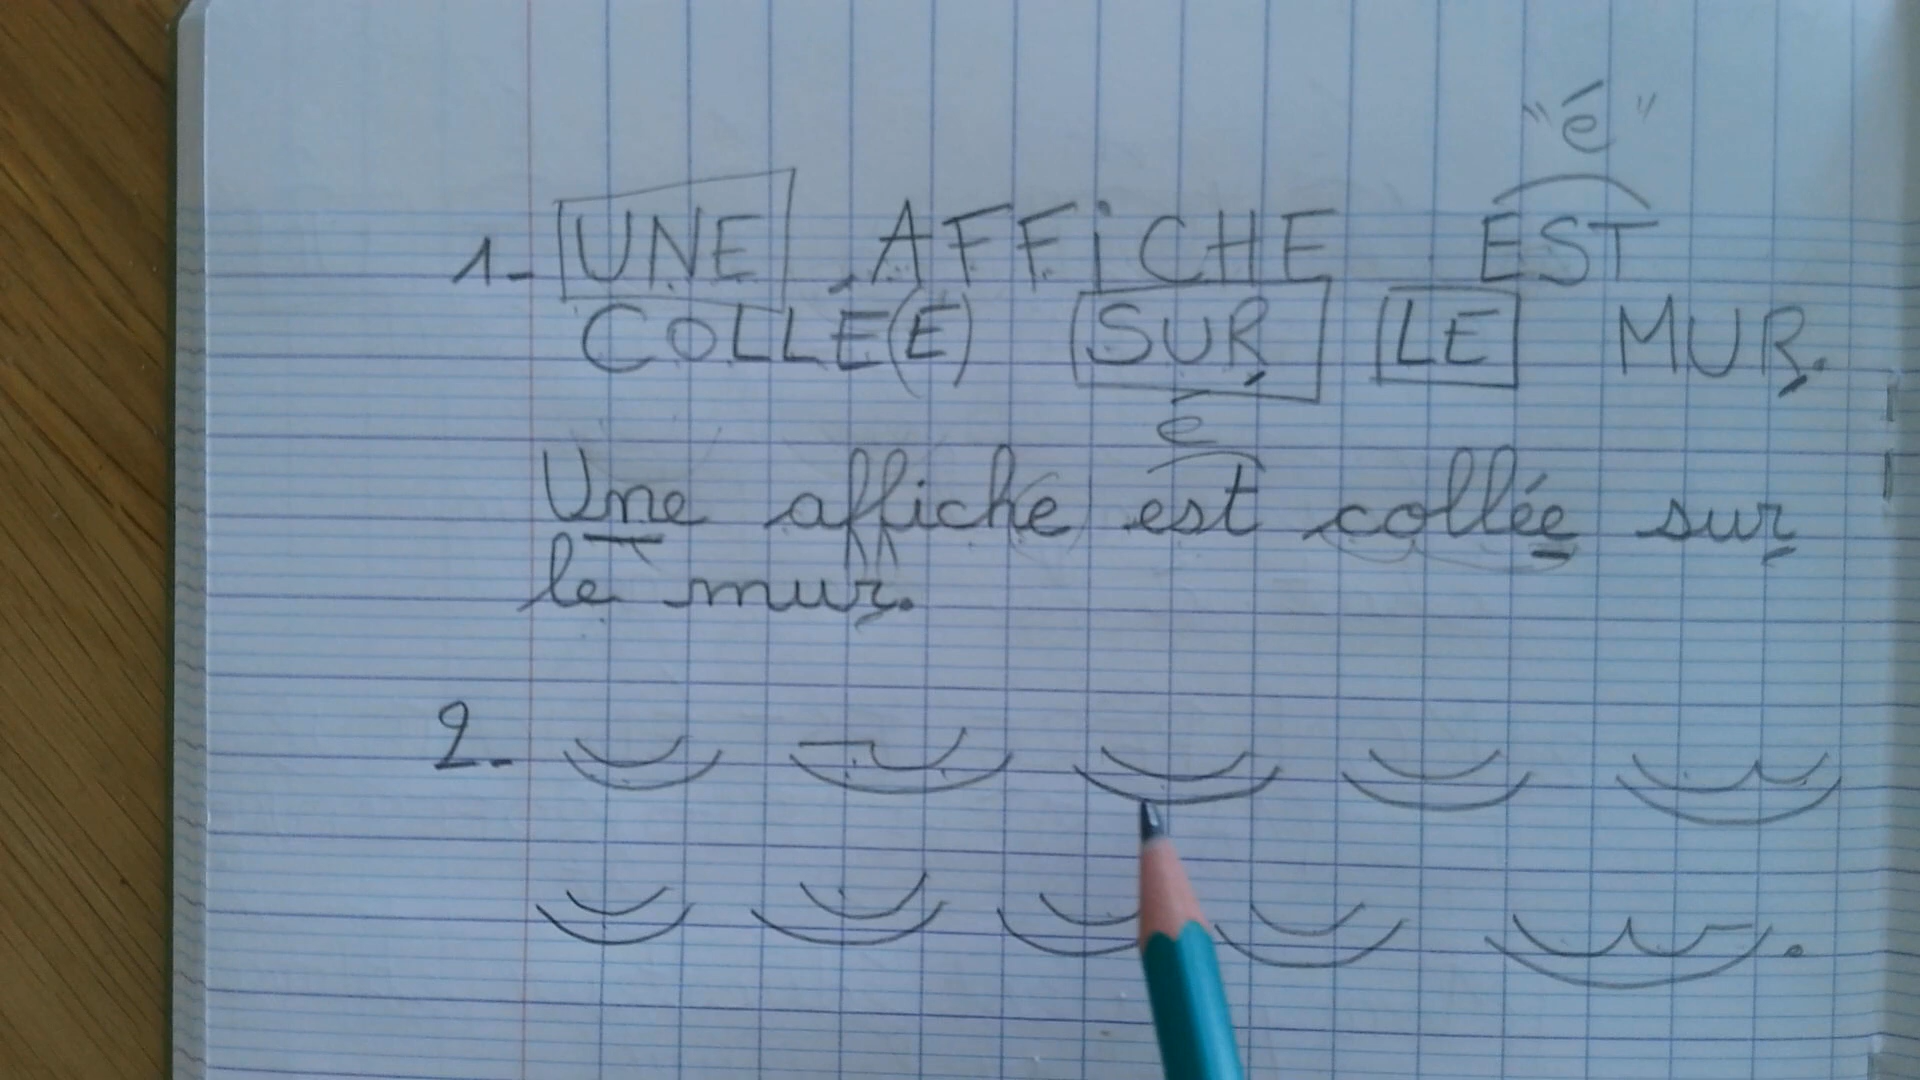 "é"
1- UNE AFFiCHE EST
COLLÉ(E) SUR LE MUR.
é
Une affiche est collée sur
le mur.
2-
.